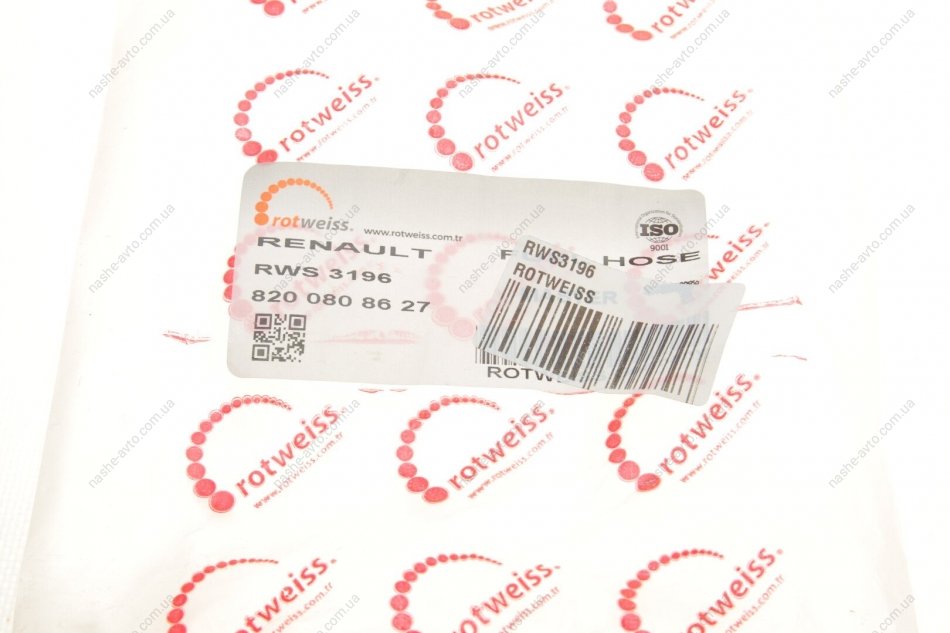 rotweiss®
www.rotweiss.com.tr
ISO
9001
RENAULT HOSE
RWS 3196
820 080 86 27
RWS3196
ROTWEISS
rotweiss®
www.rotweiss.com.tr
nashe-avto.com.ua